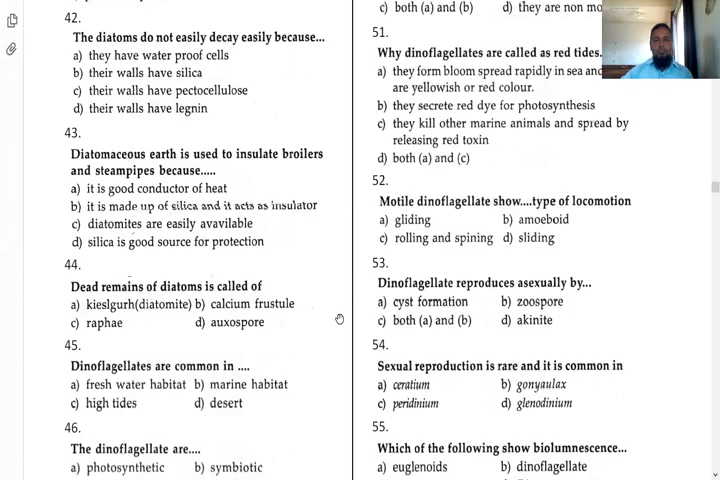 42.
The diatoms do not easily decay easily because...
a) they have water proof cells
b) their walls have silica
c) their walls have pectocellulose
d) their walls have legnin
43.
Diatomaceous earth is used to insulate broilers
and steampipes because.....
a) it is good conductor of heat
b) it is made up of silica and it acts as insulator
c) diatomites are easily avavilable
d) silica is good source for protection
44.
Dead remains of diatoms is called of
a) kieslgurh(diatomite) b) calcium frustule
c) raphae d) auxospore
45.
Dinoflagellates are common in ....
a) fresh water habitat b) marine habitat
c) high tides d) desert
46.
The dinoflagellate are....
a) photosynthetic b) symbiotic
c) both (a) and (b) d) they are non
51.
Why dinoflagellates are called as red tides.
a) they form bloom spread rapidly in sea and
are yellowish or red colour.
b) they secrete red dye for photosynthesis
c) they kill other marine animals and spread by
releasing red toxin
d) both (a) and (c)
52.
Motile dinoflagellate show....type of locomotion
a) gliding b) amoeboid
c) rolling and spining d) sliding
53.
Dinoflagellate reproduces asexually by...
a) cyst formation b) zoospore
c) both (a) and (b) d) akinite
54.
Sexual reproduction is rare and it is common in
a) ceratium b) gonyaulax
c) peridinium d) glenodinium
55.
Which of the following show biolumnescence...
a) euglenoids b) dinoflagellate